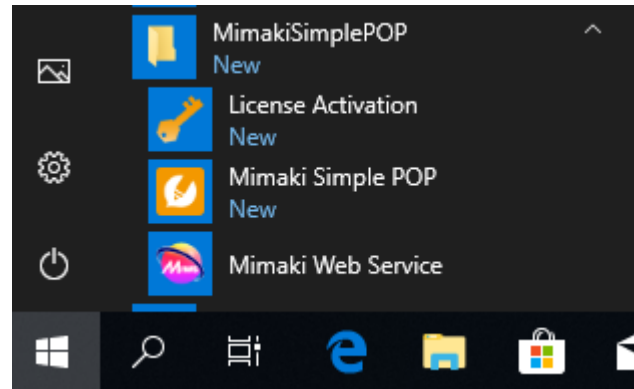 MimakiSimplePOP
New
License Activation
New
Mimaki Simple POP
New
Mimaki Web Service